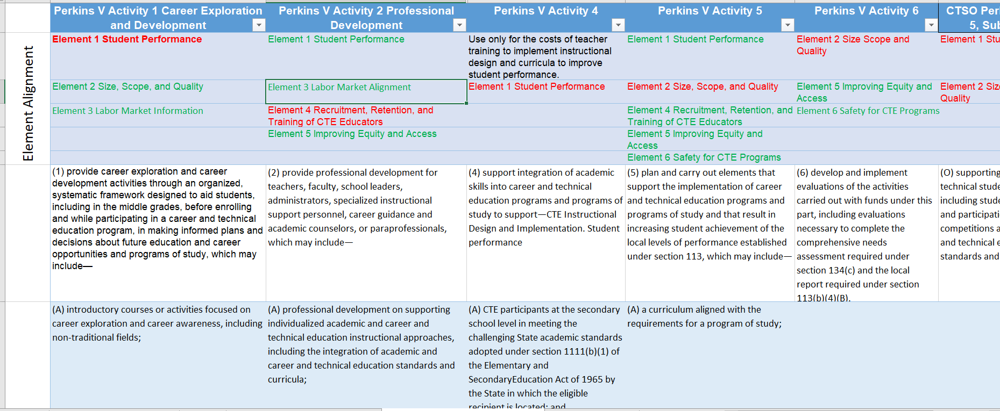 Perkins V Activity 1 Career Exploration
and Development
Perkins V Activity 2 Professional
Development
Perkins V Activity 4
Perkins V Activity 5
Perkins V Activity 6
CTSO
5,
Element Alignment
Element 1 Student Performance
Element 1 Student Performance
Use only for the costs of teacher
training to implement instructional
design and curricula to improve
student performance.
Element 1 Student Performance
Element 2 Size Scope and
Quality
Element 1
Element 2 Size, Scope, and Quality
Element 3 Labor Market Alignment
Element 1 Student Performance
Element 2 Size, Scope, and Quality
Element 5 Improving Equity and
Access
Element 2
Quality
Element 3 Labor Market Information
Element 4 Recruitment, Retention, and
Training of CTE Educators
Element 4 Recruitment, Retention, and
Training of CTE Educators
Element 6 Safety for CTE Programs
Element 5 Improving Equity and Access
Element 5 Improving Equity and
Access
Element 6 Safety for CTE Programs
(1) provide career exploration and career
development activities through an organized,
systematic framework designed to aid students,
including in the middle grades, before enrolling
and while participating in a career and technical
education program, in making informed plans and
decisions about future education and career
opportunities and programs of study, which may
include—
(2) provide professional development for
teachers, faculty, school leaders,
administrators, specialized instructional
support personnel, career guidance and
academic counselors, or paraprofessionals,
which may include—
(4) support integration of academic
skills into career and technical
education programs and programs of
study to support—CTE Instructional
Design and Implementation. Student
performance
(5) plan and carry out elements that
support the implementation of career
and technical education programs and
programs of study and that result in
increasing student achievement of the
local levels of performance established
under section 113, which may include—
(6) develop and implement
evaluations of the activities
carried out with funds under this
part, including evaluations
necessary to complete the
comprehensive needs
assessment required under
section 134(c) and the local
report required under section
113(b)(4)(B).
(O) supporting
technical
including
and
competitions
and technical
standards and
(A) introductory courses or activities focused on
career exploration and career awareness, including
non-traditional fields;
(A) professional development on supporting
individualized academic and career and
technical education instructional approaches,
including the integration of academic and
career and technical education standards and
curricula;
(A) CTE participants at the secondary
school level in meeting the
challenging State academic standards
adopted under section 1111(b)(1) of
the Elementary and
SecondaryEducation Act of 1965 by
the State in which the eligible
recipient is located; and
(A) a curriculum aligned with the
requirements for a program of study;